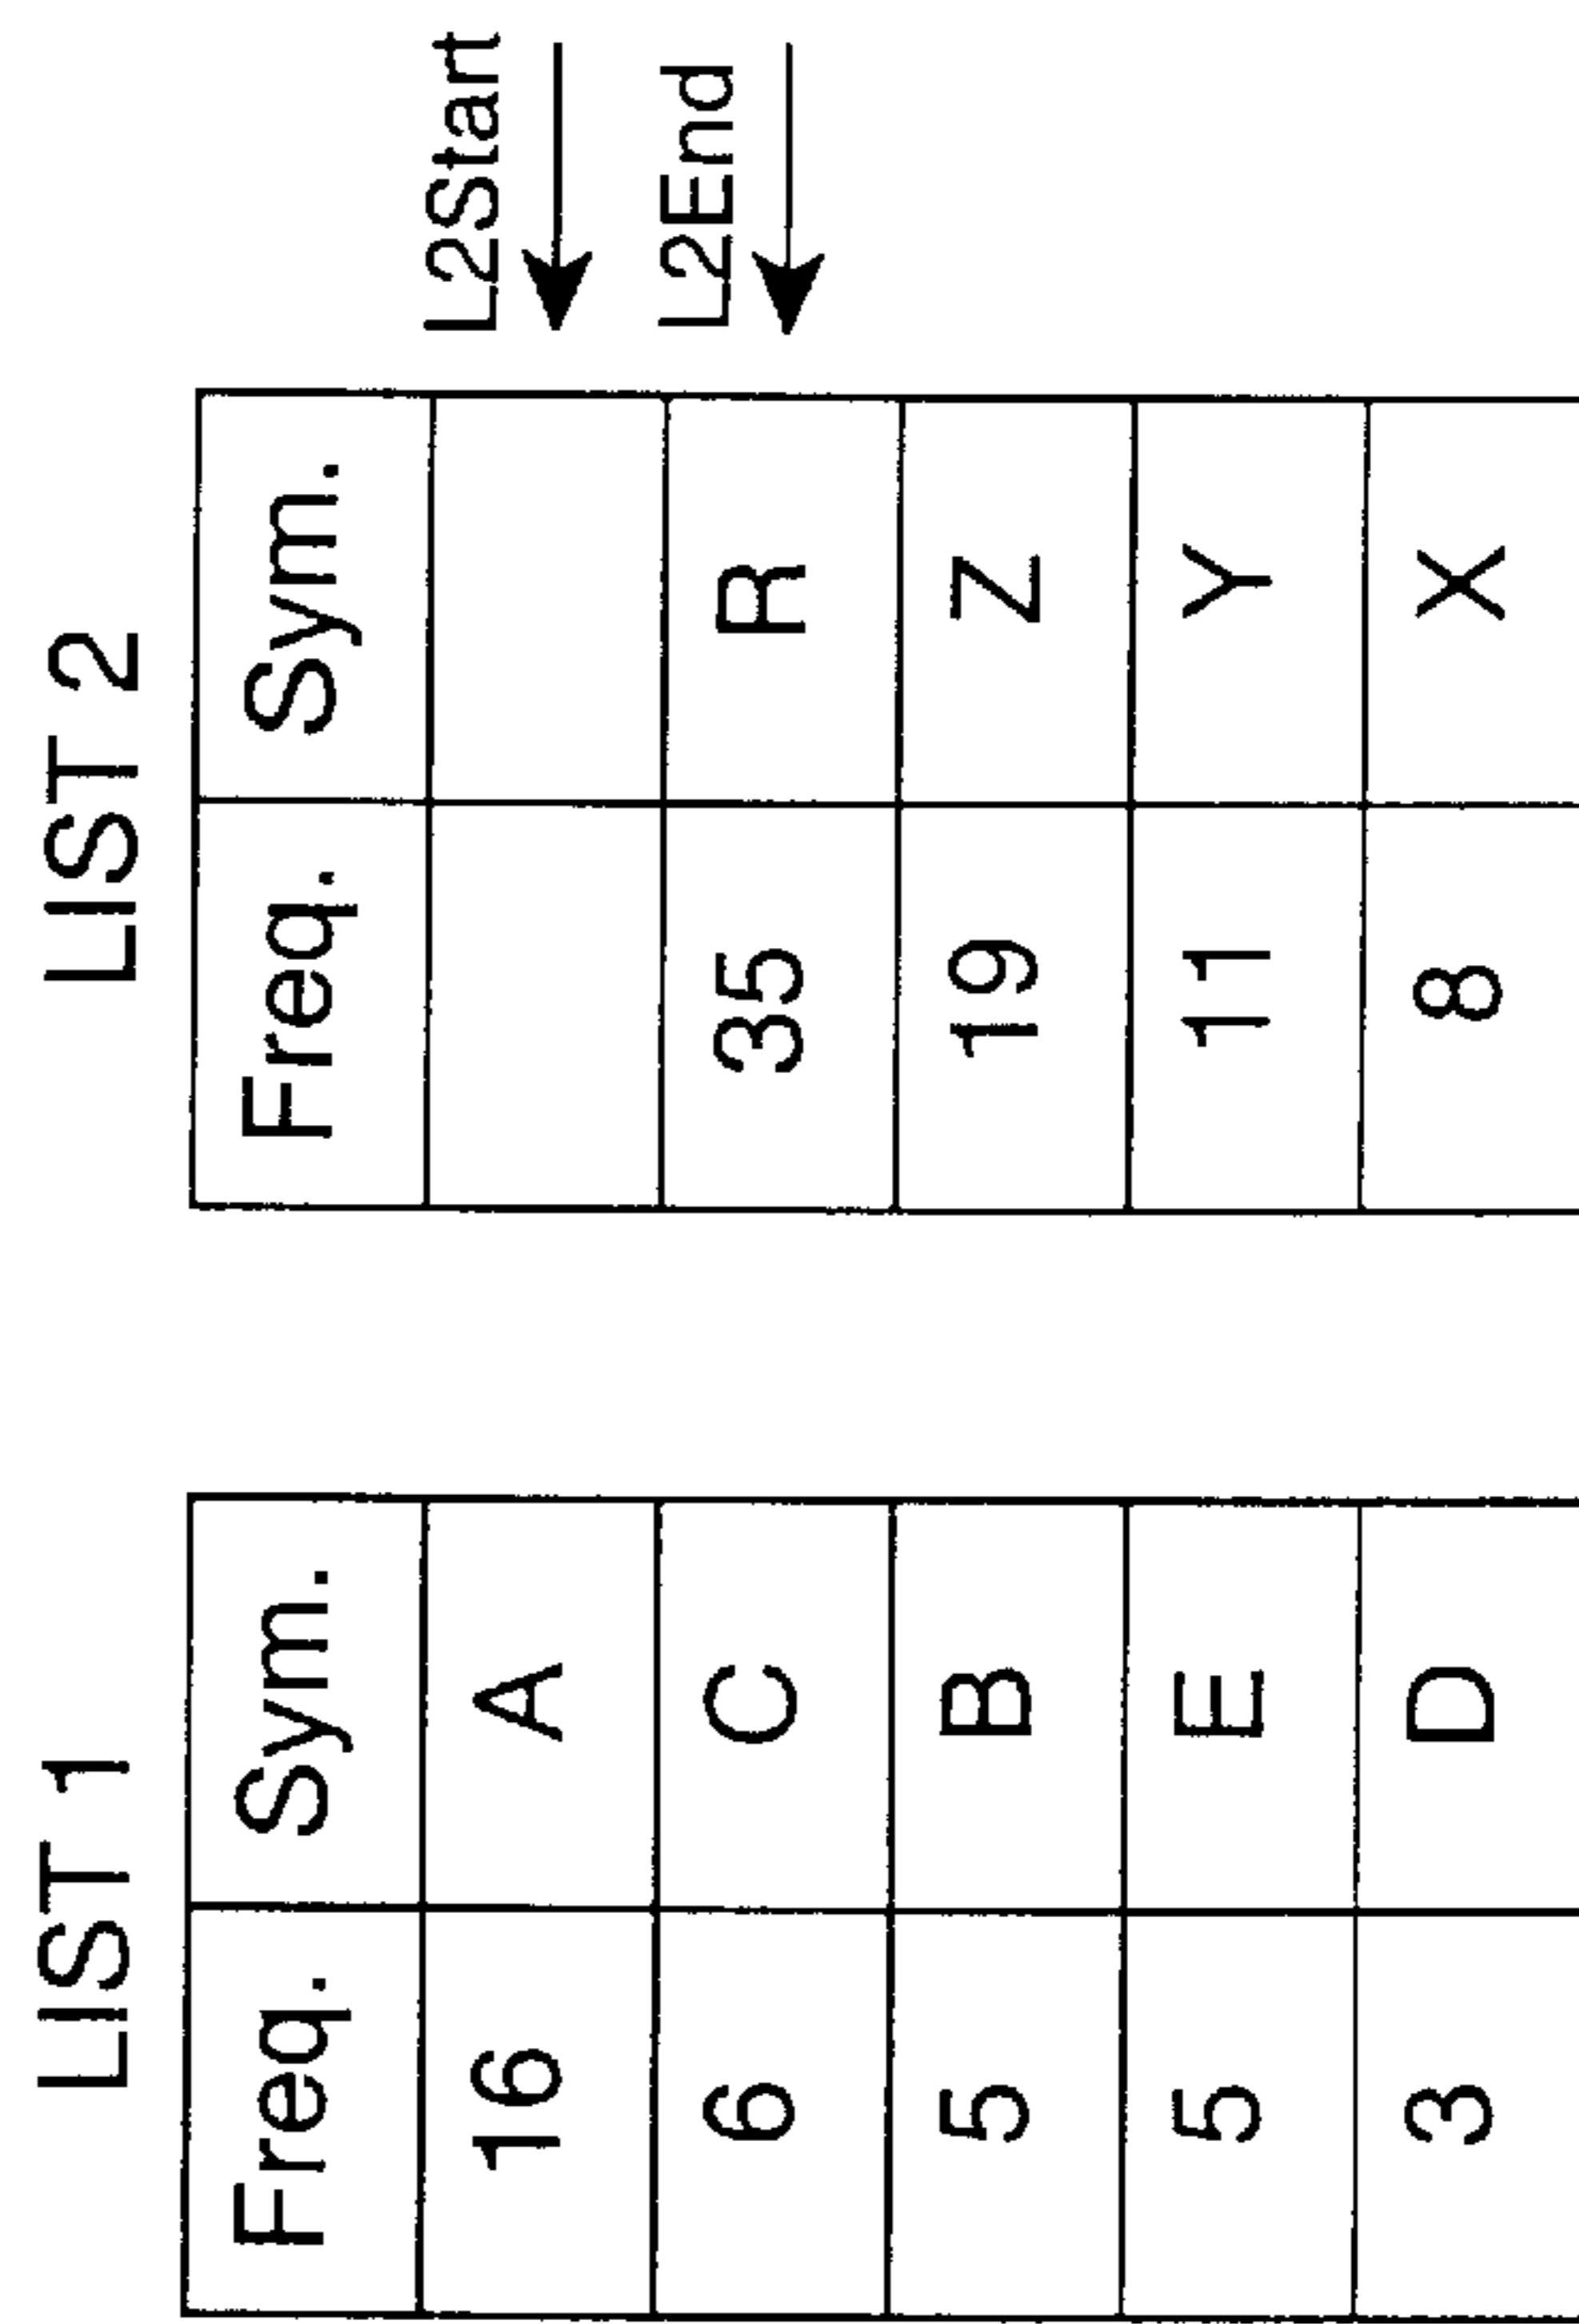 LIST 1
Freq. Sym.
16 A
6 C
5 B
5 E
3 D
LIST 2
Freq. Sym.
L2Start
35 R L2End
19 Z
11 Y
8 X